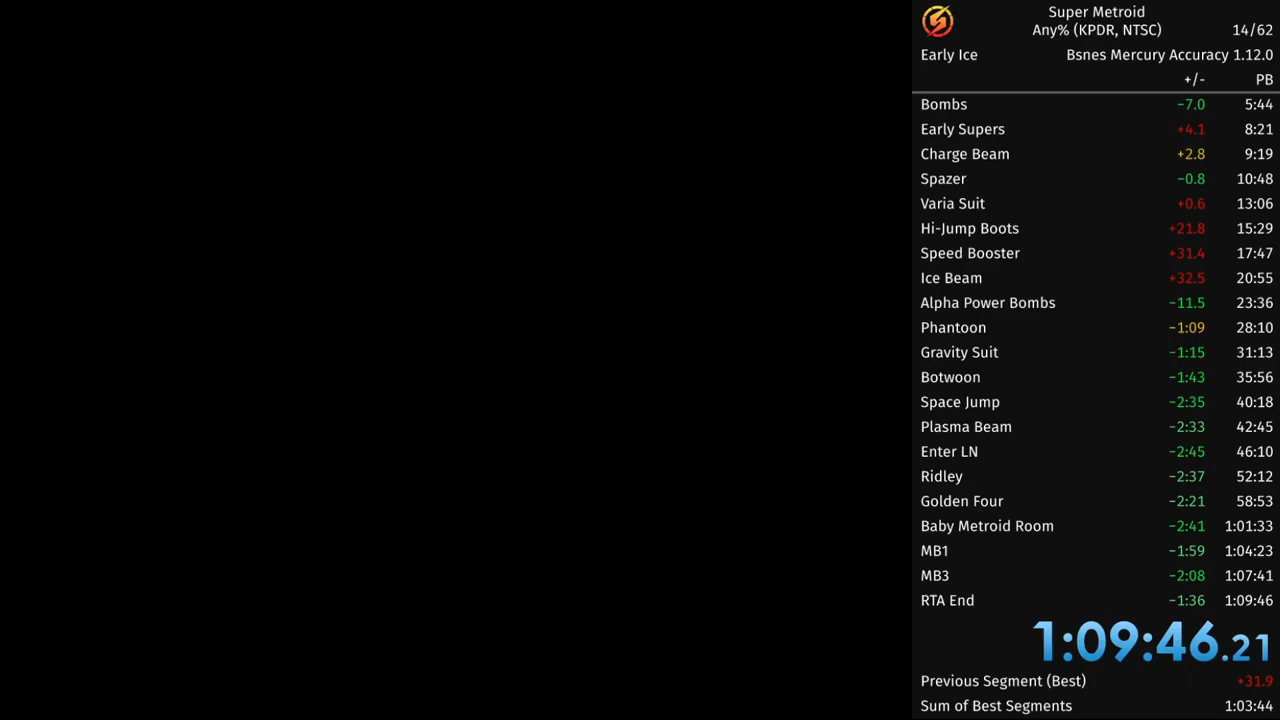 Super Metroid
Any% (KPDR, NTSC) 14/62
Early Ice Bsnes Mercury Accuracy 1.12.0
+/- PB
Bombs −7.0 5:44
Early Supers +4.1 8:21
Charge Beam +2.8 9:19
Spazer −0.8 10:48
Varia Suit +0.6 13:06
Hi-Jump Boots +21.8 15:29
Speed Booster +31.4 17:47
Ice Beam +32.5 20:55
Alpha Power Bombs −11.5 23:36
Phantoon −1:09 28:10
Gravity Suit −1:15 31:13
Botwoon −1:43 35:56
Space Jump −2:35 40:18
Plasma Beam −2:33 42:45
Enter LN −2:45 46:10
Ridley −2:37 52:12
Golden Four −2:21 58:53
Baby Metroid Room −2:41 1:01:33
MB1 −1:59 1:04:23
MB3 −2:08 1:07:41
RTA End −1:36 1:09:46
1:09:46.21
Previous Segment (Best) +31.9
Sum of Best Segments 1:03:44